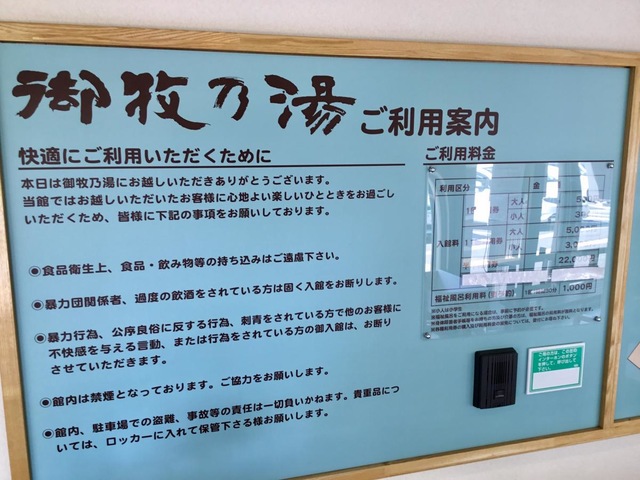 御牧乃湯 ご利用案内
快適にご利用いただくために
本日は御牧乃湯にお越しいただきありがとうございます。
当館ではお越しいただいたお客様に心地よい楽しいひとときをお過ごし
いただくため、皆様に下記の事項をお願いしております。
◉食品衛生上、食品・飲み物等の持ち込みはご遠慮下さい。
◉暴力団関係者、過度の飲酒をされている方は固く入館をお断りします。
◉暴力行為、公序良俗に反する行為、刺青をされている方で他のお客様に
不快感を与える言動、または行為をされている方の御入館は、お断り
させていただきます。
◉館内は禁煙となっております。ご協力をお願いします。
◉館内、駐車場での盗難、事故等の責任は一切負いかねます。貴重品につ
いては、ロッカーに入れて保管下さる様お願いします。
ご利用料金
利用区分 金
大人
小人
入館料 大人
22,0
福祉風呂利用料 1,000円